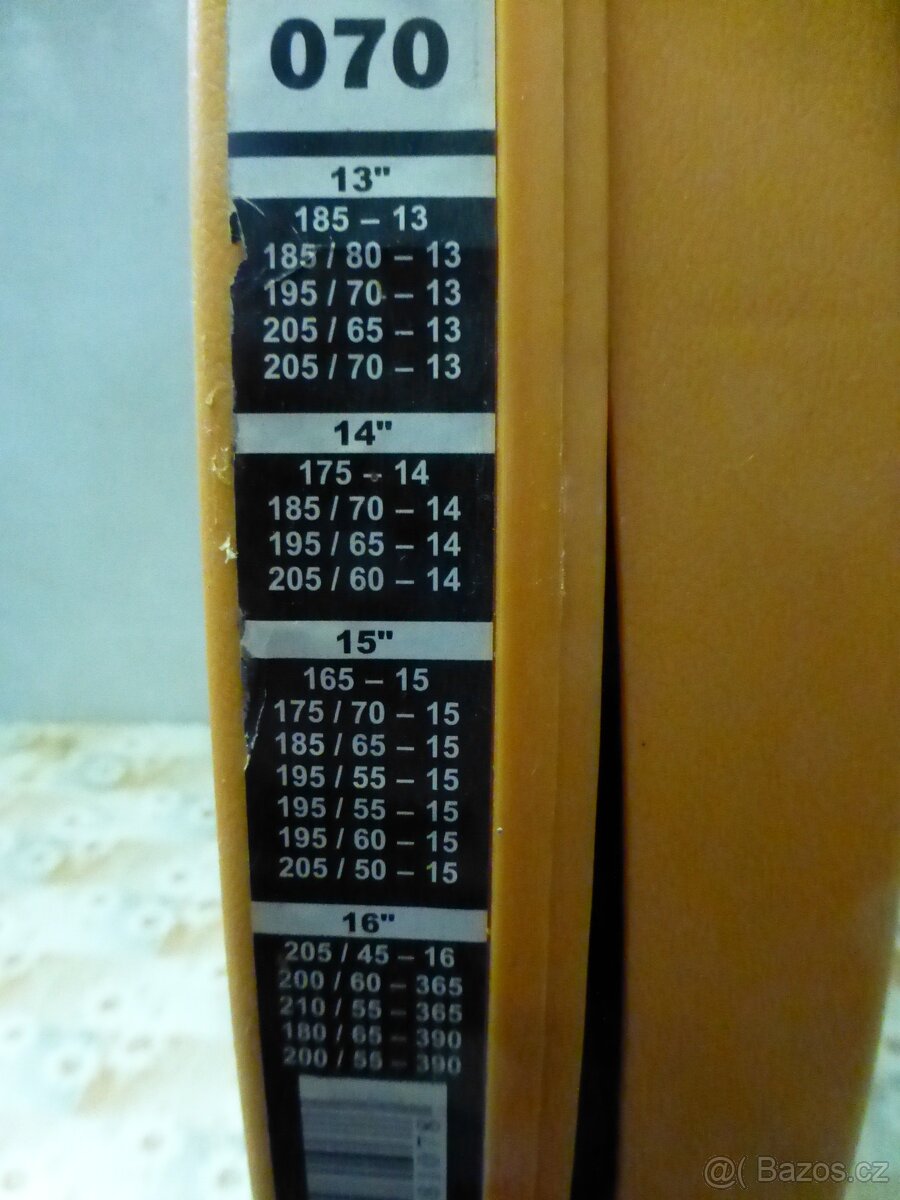 070
13"
185 – 13
185 / 80 – 13
195 / 70 – 13
205 / 65 – 13
205 / 70 – 13
14"
175 – 14
185 / 70 – 14
195 / 65 – 14
205 / 60 – 14
15"
165 – 15
175 / 70 – 15
185 / 65 – 15
195 / 55 – 15
195 / 55 – 15
195 / 60 – 15
205 / 50 – 15
16"
205 / 45 – 16
200 / 60 – 365
210 / 55 – 365
180 / 65 – 390
200 / 55 – 390
@( Bazos.cz